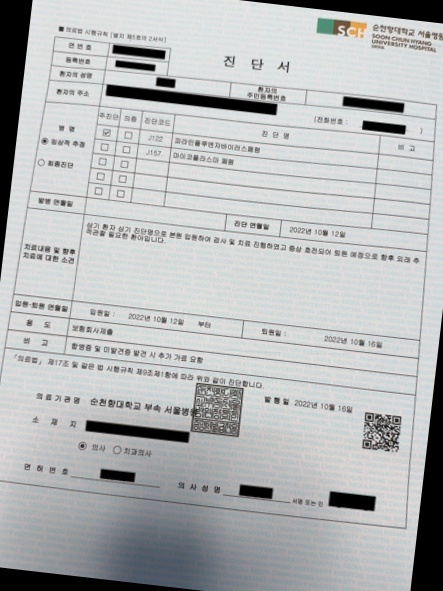 ■ 의료법 시행규칙 [별지 제5호의 2서식]
SCH 순천향대학교 서울병원
SOON CHUN HYANG
UNIVERSITY HOSPITAL
SEOUL
진 단 서
연 번 호
등록번호
환자의 성명
환자의
주민등록번호
환자의 주소
(전화번호 : )
병 명
주진단 의증 진단코드 진 단 명 비 고
J122 파라인플루엔자바이러스폐렴
J157 마이코플라스마 폐렴
임상적 추정
최종진단
발병 연월일
진단 연월일 2022년 10월 12일
치료내용 및 향후
치료에 대한 소견
상기 환자 상기 진단명으로 본원 입원하여 검사 및 치료 진행하였고 증상 호전되어 퇴원 예정으로 향후 외래 추
적관찰 필요한 환아입니다.
입원·퇴원 연월일
입원일 : 2022년 10월 12일 부터 퇴원일 : 2022년 10월 16일
용 도 보험회사제출
비 고 합병증 및 미발견증 발견 시 추가 가료 요함
「의료법」 제17조 및 같은 법 시행규칙 제9조제1항에 따라 위와 같이 진단합니다.
발 행 일 2022년 10월 16일
의 료 기 관 명 순천향대학교 부속 서울병원
소 재 지
의사 치과의사
면 허 번 호
의 사 성 명
서명 또는 인